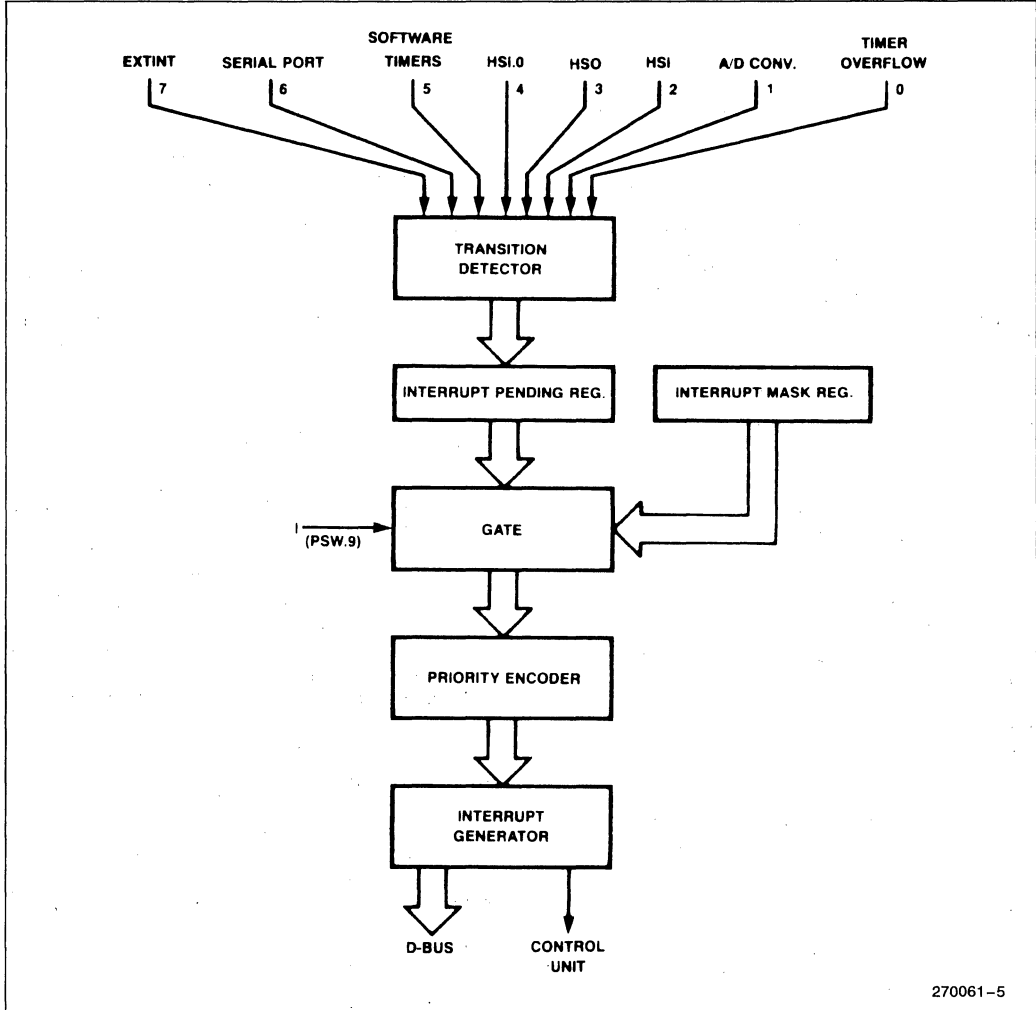 EXTINT
7
SERIAL PORT
6
SOFTWARE
TIMERS
5
HSI.0
4
HSO
3
HSI
2
A/D CONV.
1
TIMER
OVERFLOW
0
TRANSITION
DETECTOR
INTERRUPT PENDING REG.
INTERRUPT MASK REG.
I
(PSW.9)
GATE
PRIORITY ENCODER
INTERRUPT
GENERATOR
D-BUS
CONTROL
UNIT
270061–5